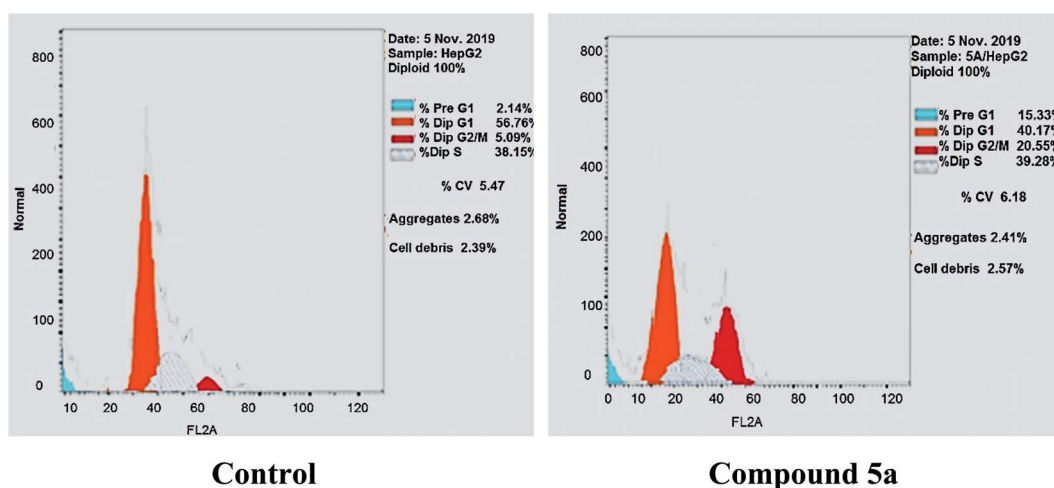 Date: 5 Nov. 2019
Sample: HepG2
Diploid 100%
% Pre G1 2.14%
% Dip G1 56.76%
% Dip G2/M 5.09%
%Dip S 38.15%
% CV 5.47
Aggregates 2.68%
Cell debris 2.39%
Normal
800
600
400
200
100
0
10 20 40 60 80 100 120
FL2A
Control
Date: 5 Nov. 2019
Sample: 5A/HepG2
Diploid 100%
% Pre G1 15.33%
% Dip G1 40.17%
% Dip G2/M 20.55%
%Dip S 39.28%
% CV 6.18
Aggregates 2.41%
Cell debris 2.57%
Normal
800
600
400
200
100
0
0 10 20 40 60 80 100 120
FL2A
Compound 5a